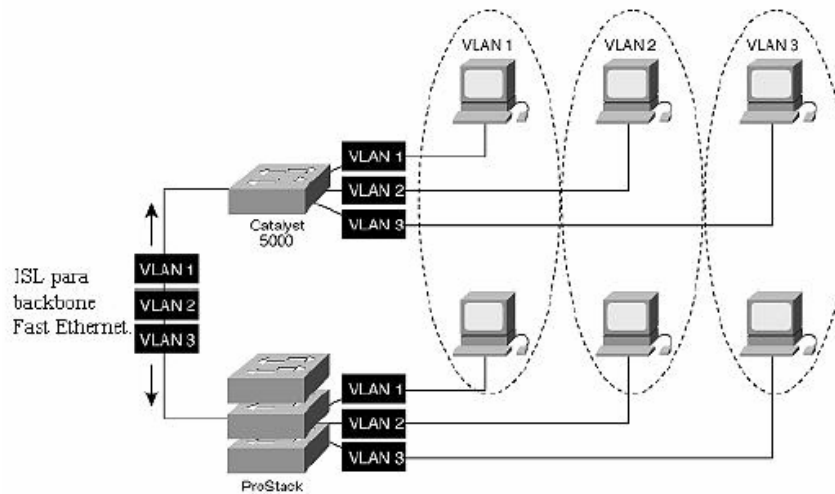 VLAN 1
VLAN 2
VLAN 3
VLAN 1
VLAN 2
VLAN 3
Catalyst
5000
ISL para
backbone
Fast Ethernet.
VLAN 1
VLAN 2
VLAN 3
VLAN 1
VLAN 2
VLAN 3
ProStack